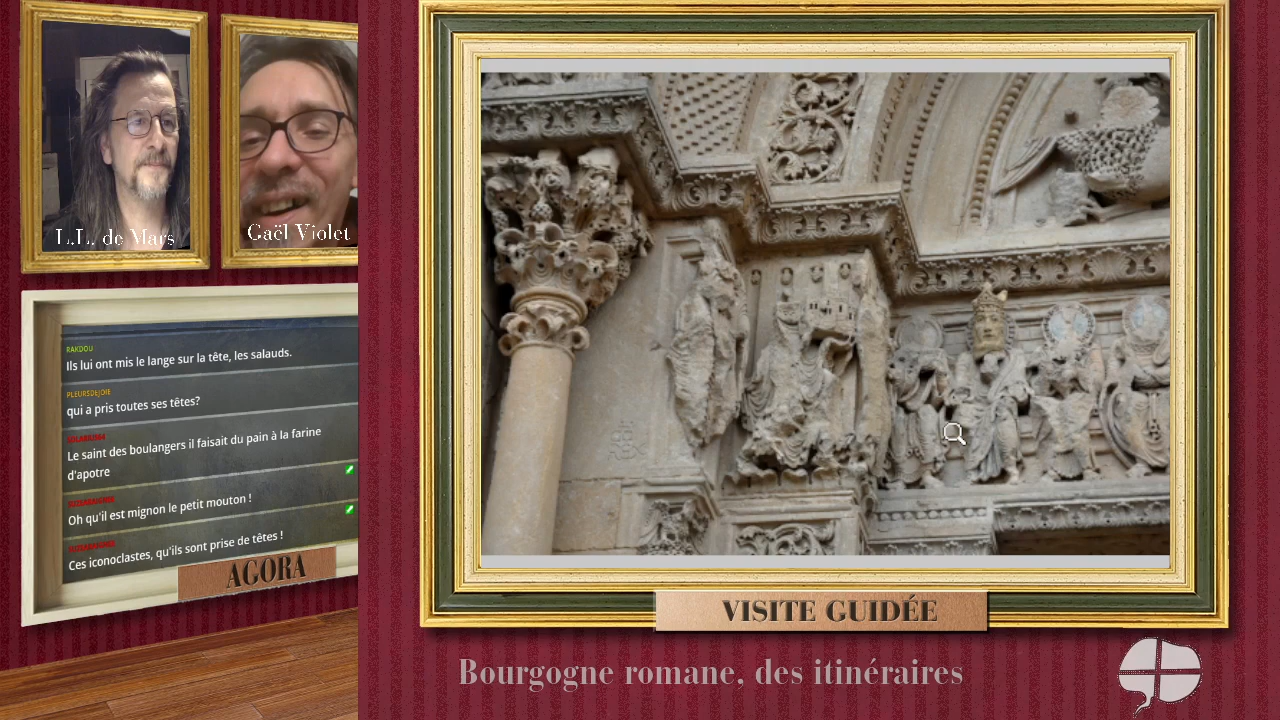 L.L. de Mars
Gaël Violet
RAKDOU
Ils lui ont mis le lange sur la tête, les salauds.
PLEURSDEJOIE
qui a pris toutes ses têtes?
Le saint des boulangers il faisait du pain à la farine
d'apotre
Oh qu'il est mignon le petit mouton !
Ces iconoclastes, qu'ils sont prise de têtes !
AGORA
VISITE GUIDÉE
Bourgogne romane, des itinéraires